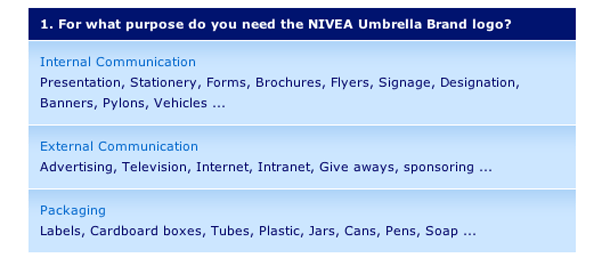 1. For what purpose do you need the NIVEA Umbrella Brand logo?
Internal Communication
Presentation, Stationery, Forms, Brochures, Flyers, Signage, Designation,
Banners, Pylons, Vehicles ...
External Communication
Advertising, Television, Internet, Intranet, Give aways, sponsoring ...
Packaging
Labels, Cardboard boxes, Tubes, Plastic, Jars, Cans, Pens, Soap ...